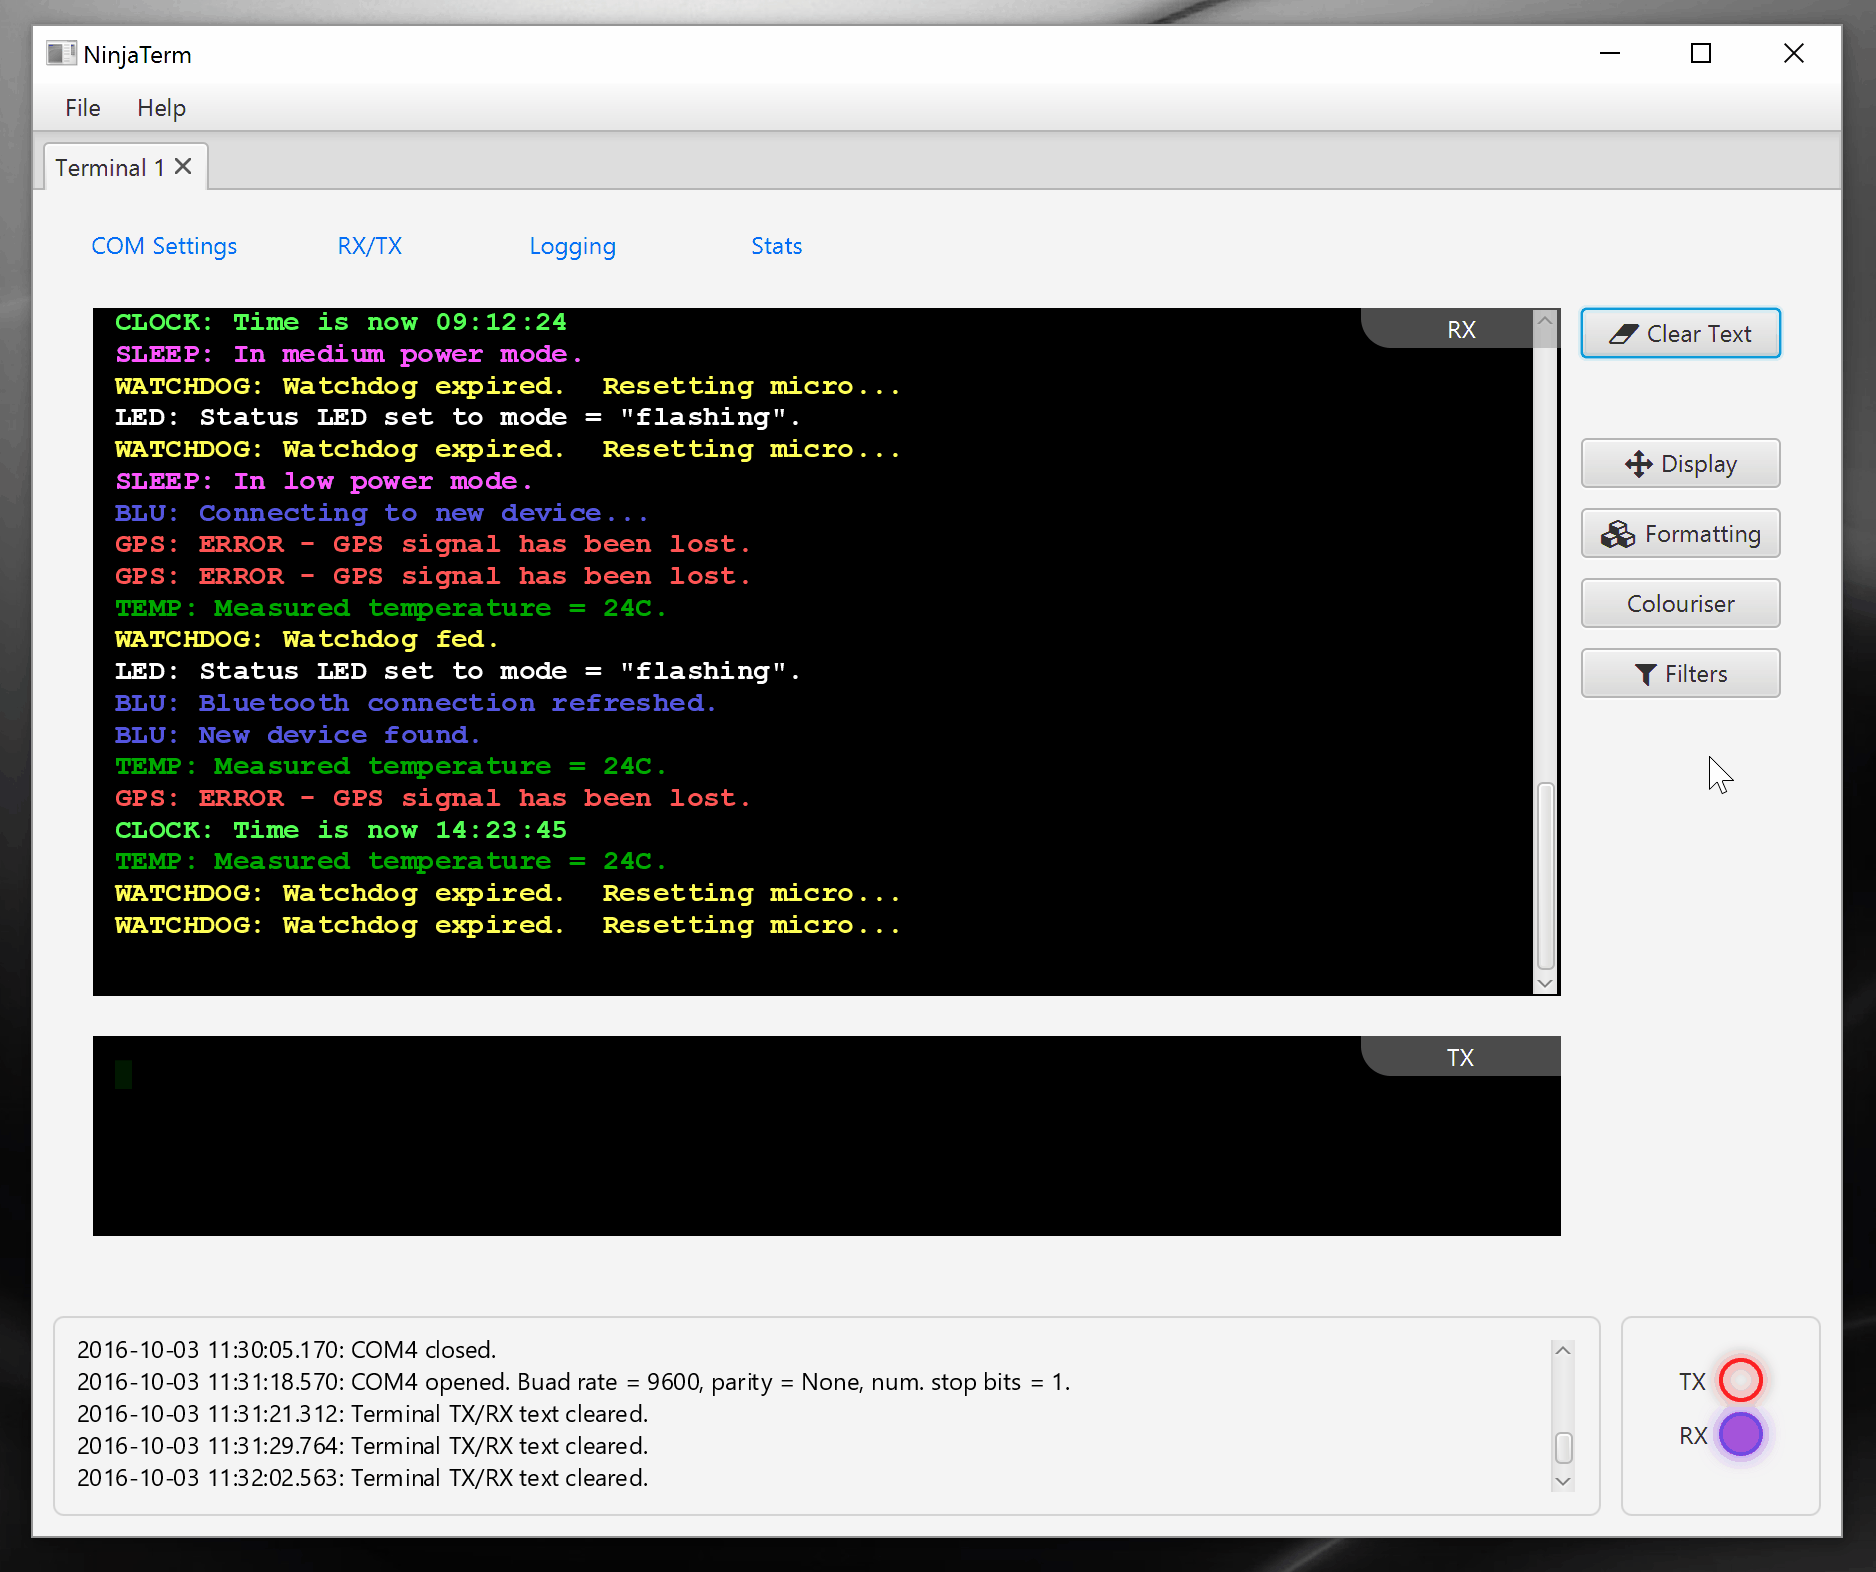 NinjaTerm
File Help
Terminal 1
COM Settings RX/TX Logging Stats
RX
CLOCK: Time is now 09:12:24
SLEEP: In medium power mode.
WATCHDOG: Watchdog expired.  Resetting micro...
LED: Status LED set to mode = "flashing".
WATCHDOG: Watchdog expired.  Resetting micro...
SLEEP: In low power mode.
BLU: Connecting to new device...
GPS: ERROR - GPS signal has been lost.
GPS: ERROR - GPS signal has been lost.
TEMP: Measured temperature = 24C.
WATCHDOG: Watchdog fed.
LED: Status LED set to mode = "flashing".
BLU: Bluetooth connection refreshed.
BLU: New device found.
TEMP: Measured temperature = 24C.
GPS: ERROR - GPS signal has been lost.
CLOCK: Time is now 14:23:45
TEMP: Measured temperature = 24C.
WATCHDOG: Watchdog expired.  Resetting micro...
WATCHDOG: Watchdog expired.  Resetting micro...
Clear Text
Display
Formatting
Colouriser
Filters
TX
2016-10-03 11:30:05.170: COM4 closed.
2016-10-03 11:31:18.570: COM4 opened. Buad rate = 9600, parity = None, num. stop bits = 1.
2016-10-03 11:31:21.312: Terminal TX/RX text cleared.
2016-10-03 11:31:29.764: Terminal TX/RX text cleared.
2016-10-03 11:32:02.563: Terminal TX/RX text cleared.
TX
RX